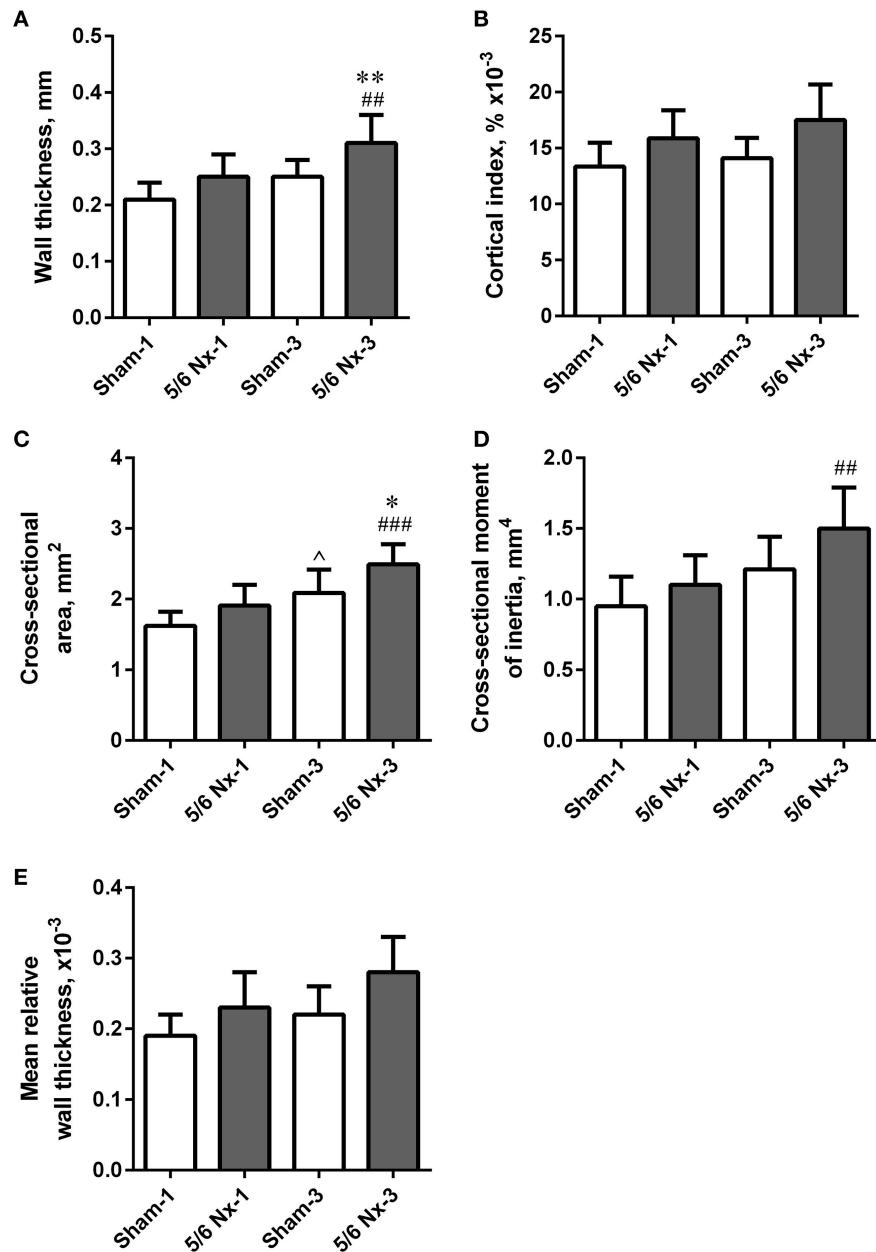 A
Wall thickness, mm
0.5
0.4
0.3
0.2
0.1
0.0
**
##
Sham-1
5/6 Nx-1
Sham-3
5/6 Nx-3
B
Cortical index, % x10⁻³
25
20
15
10
5
0
Sham-1
5/6 Nx-1
Sham-3
5/6 Nx-3
C
Cross-sectional
area, mm²
4
3
2
1
0
^
*
###
Sham-1
5/6 Nx-1
Sham-3
5/6 Nx-3
D
Cross-sectional moment
of inertia, mm⁴
2.0
1.5
1.0
0.5
0.0
##
Sham-1
5/6 Nx-1
Sham-3
5/6 Nx-3
E
Mean relative
wall thickness, x10⁻³
0.4
0.3
0.2
0.1
0.0
Sham-1
5/6 Nx-1
Sham-3
5/6 Nx-3